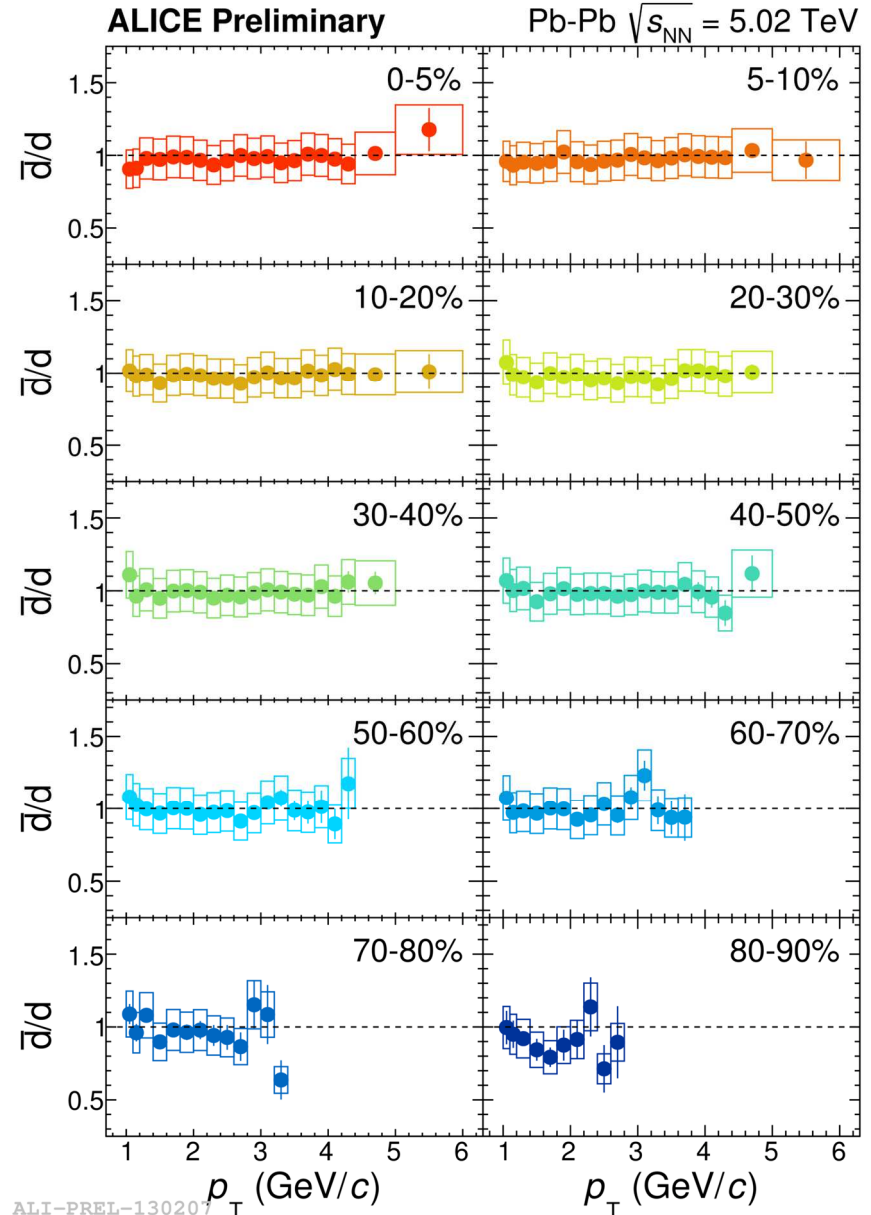 ALICE Preliminary
Pb-Pb √s_NN = 5.02 TeV
0-5%
5-10%
1.5
1
0.5
d̅/d
10-20%
20-30%
1.5
1
0.5
d̅/d
30-40%
40-50%
1.5
1
0.5
d̅/d
50-60%
60-70%
1.5
1
0.5
d̅/d
70-80%
80-90%
1.5
1
0.5
d̅/d
1 2 3 4 5 6
1 2 3 4 5 6
p_T (GeV/c)
p_T (GeV/c)
ALI-PREL-130207